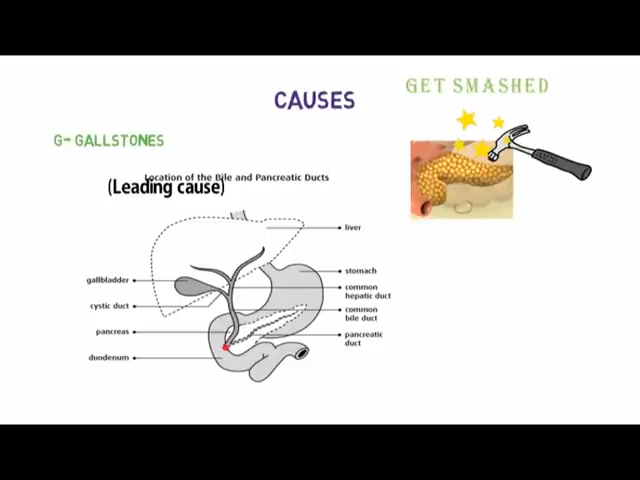 GET SMASHED
CAUSES
G- GALLSTONES
Location of the Bile and Pancreatic Ducts
(Leading cause)
liver
stomach
gallbladder
common
hepatic duct
cystic duct
common
bile duct
pancreas
pancreatic
duct
duodenum